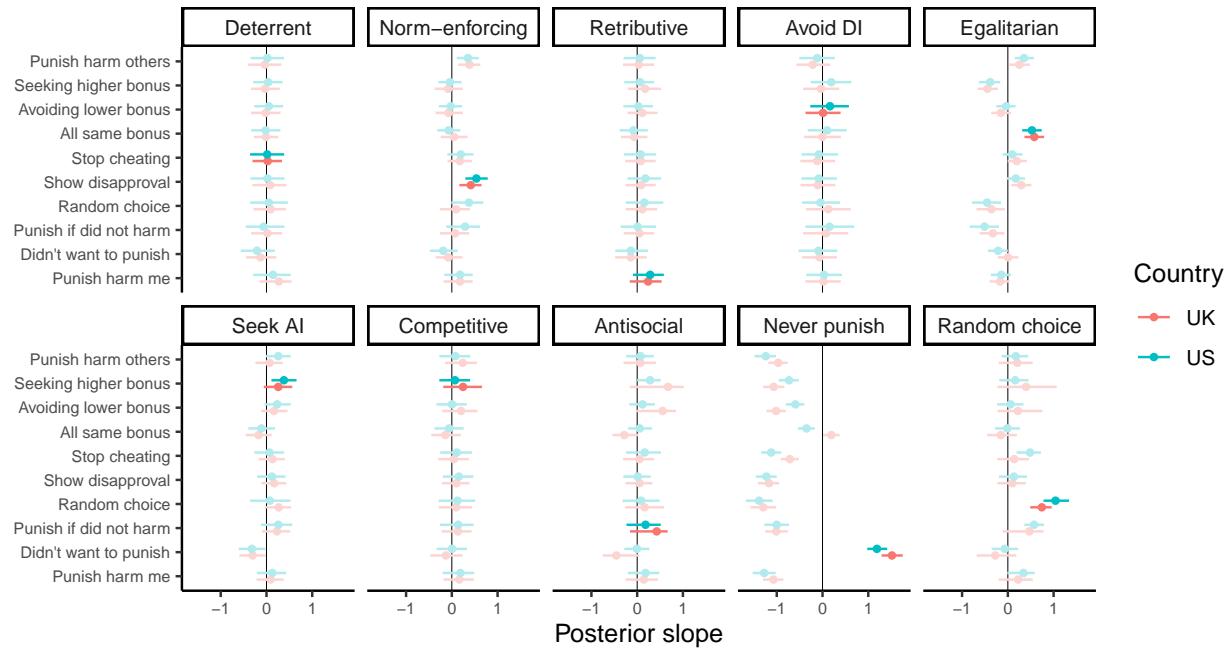 Deterrent Norm−enforcing Retributive Avoid DI Egalitarian
Punish harm others
Seeking higher bonus
Avoiding lower bonus
All same bonus
Stop cheating
Show disapproval
Random choice
Punish if did not harm
Didn't want to punish
Punish harm me
Seek AI Competitive Antisocial Never punish Random choice
Punish harm others
Seeking higher bonus
Avoiding lower bonus
All same bonus
Stop cheating
Show disapproval
Random choice
Punish if did not harm
Didn't want to punish
Punish harm me
−1 0 1 −1 0 1 −1 0 1 −1 0 1 −1 0 1
Posterior slope
Country
UK
US